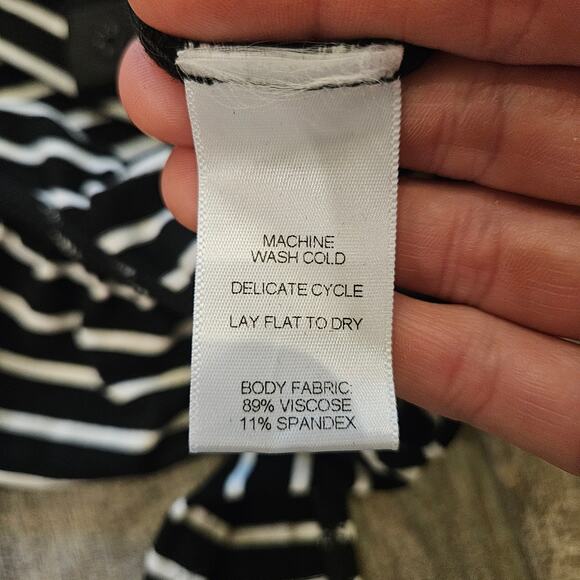 MACHINE
WASH COLD
DELICATE CYCLE
LAY FLAT TO DRY
BODY FABRIC:
89% VISCOSE
11% SPANDEX